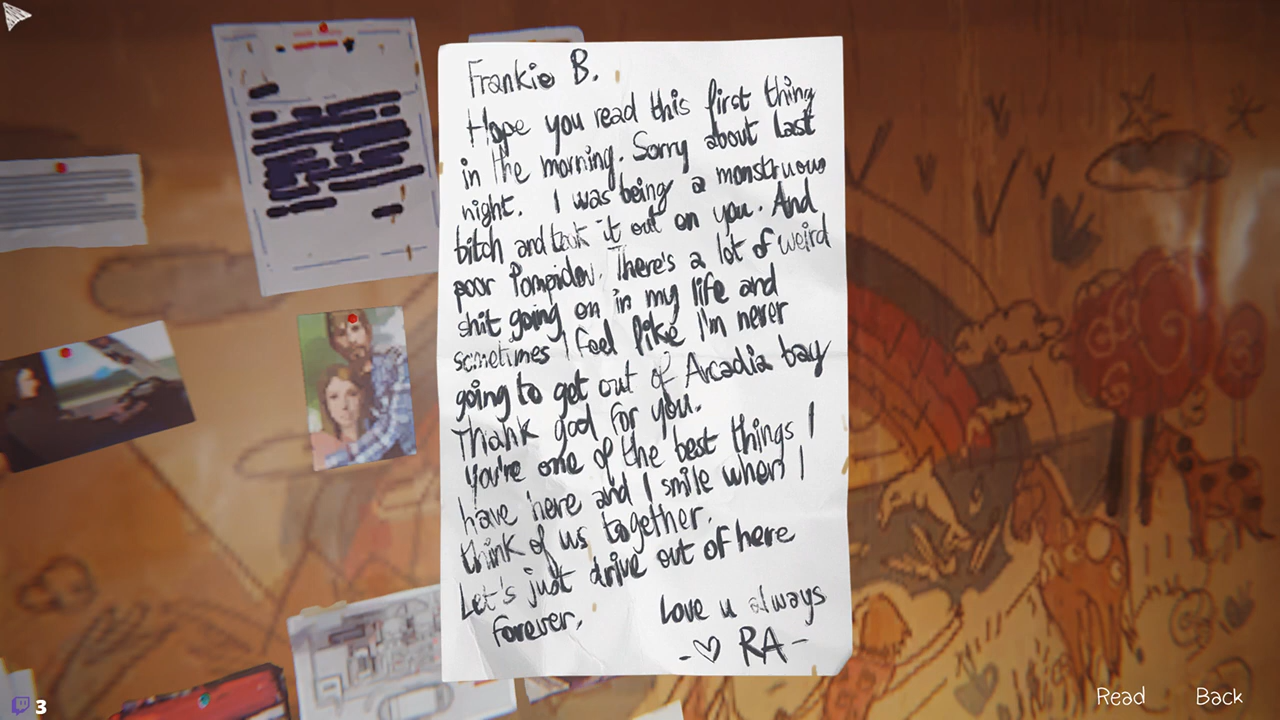 Frankie B.
Hope you read this first thing
in the morning. Sorry about last
night. I was being a monstruous
bitch and took it out on you. And
poor Pompidou. There's a lot of weird
shit going on in my life and
sometimes I feel like I'm never
going to get out of Arcadia bay
Thank god for you.
You're one of the best things I
have here and I smile when I
think of us together.
Let's just drive out of here
forever.
Love u always
-♡ RA-
3
Read
Back